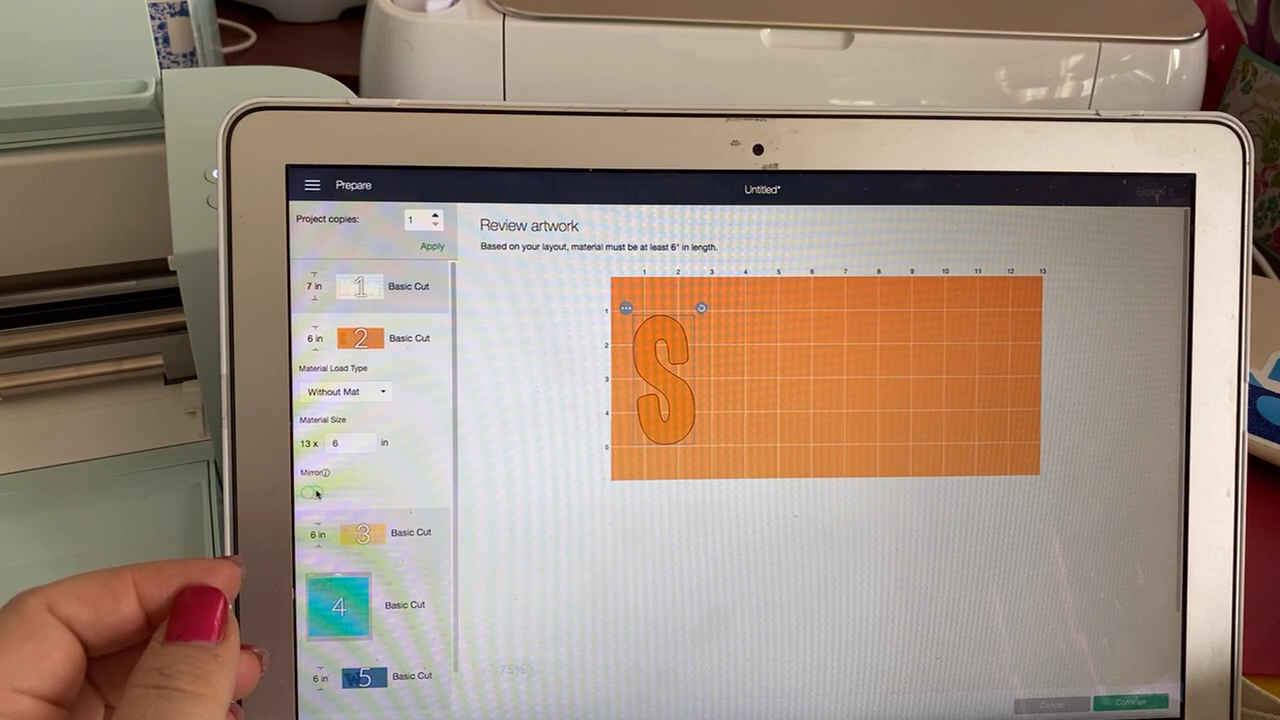 Prepare
Untitled*
Project copies:
1
Apply
7 in
1
Basic Cut
6 in
2
Basic Cut
Material Load Type
Without Mat
Material Size
13 x 6 in
Mirror
6 in
3
Basic Cut
4
Basic Cut
6 in
5
Basic Cut
Review artwork
Based on your layout, material must be at least 6" in length.
1 2 3 4 5 6 7 8 9 10 11 12 13
1
2
3
4
5
S
75%
Cancel
Continue